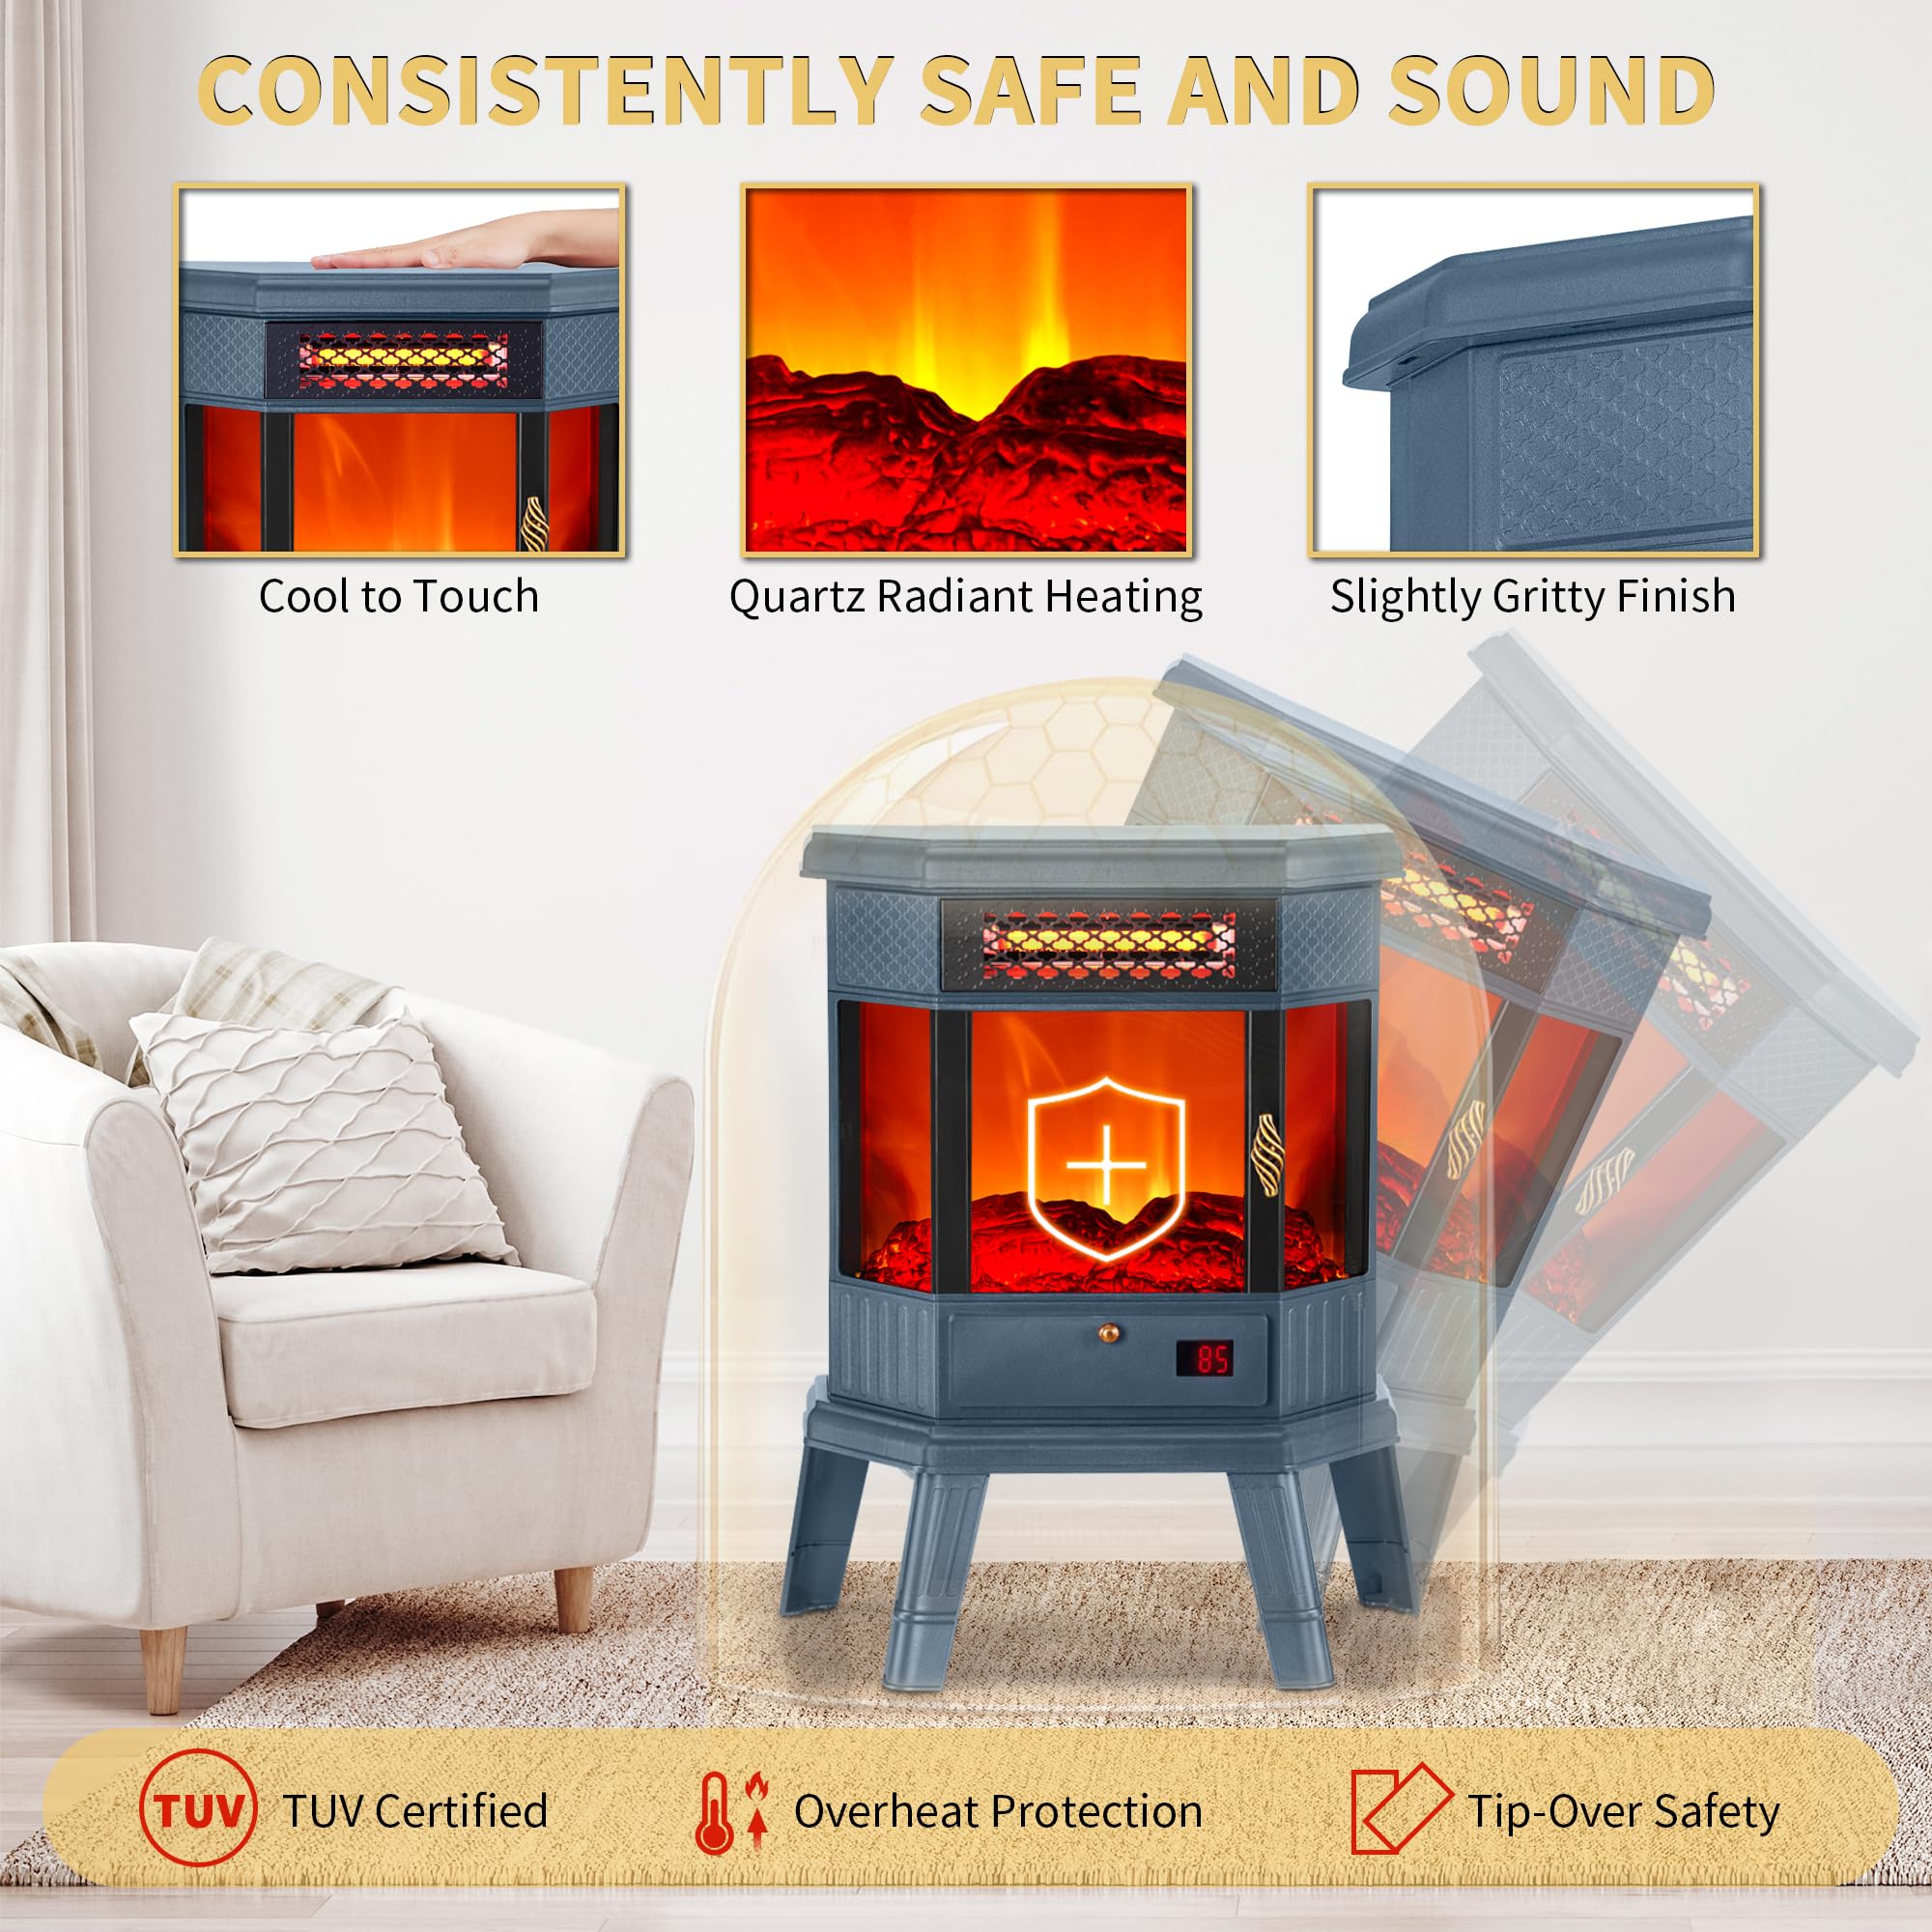 CONSISTENTLY SAFE AND SOUND
Cool to Touch
Quartz Radiant Heating
Slightly Gritty Finish
85
TUV
TUV Certified
Overheat Protection
Tip-Over Safety